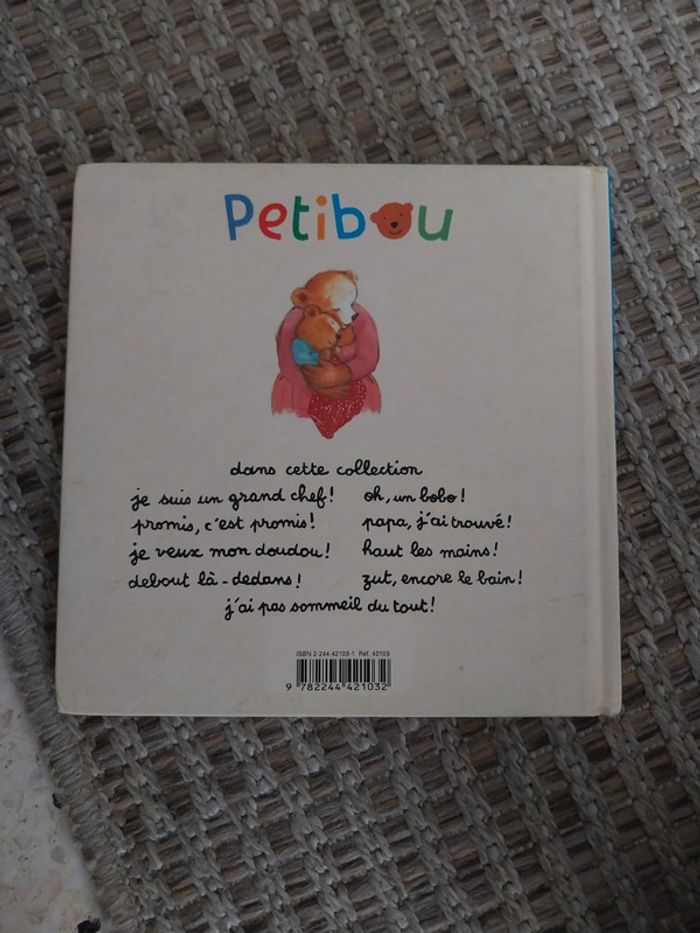 Petibou
dans cette collection
je suis un grand chef! oh, un bobo!
promis, c'est promis! papa, j'ai trouvé!
je veux mon doudou! haut les mains!
debout là-dedans! zut, encore le bain!
j'ai pas sommeil du tout!
ISBN 2-244-42103-1 Réf. 42103
9 782244 421032